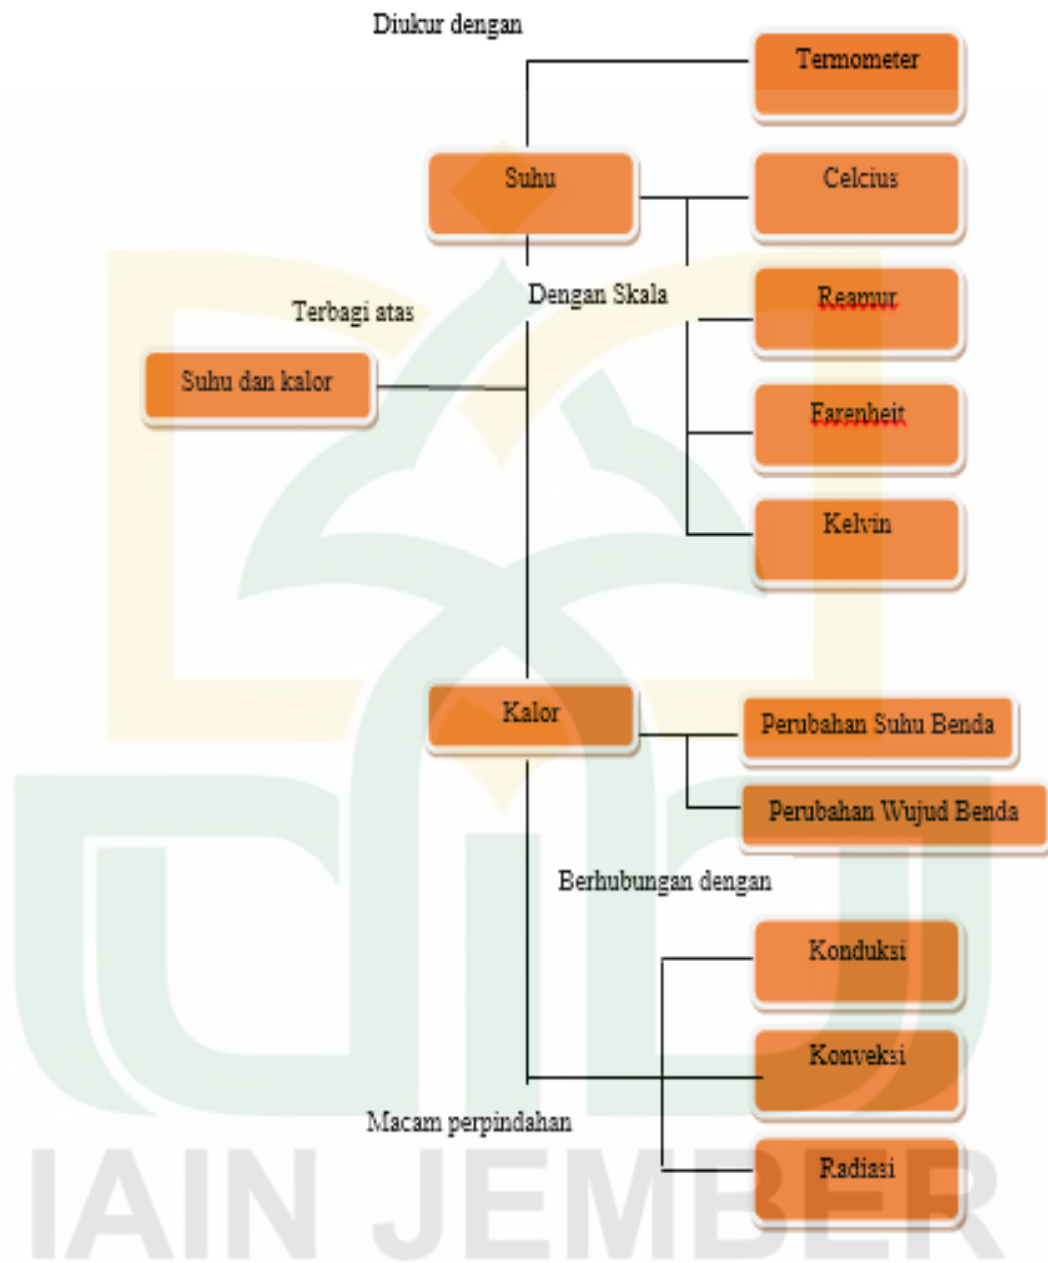 Diukur dengan
Termometer
Suhu
Celcius
Dengan Skala
Reamur
Terbagi atas
Suhu dan kalor
Farenheit
Kelvin
Kalor
Perubahan Suhu Benda
Perubahan Wujud Benda
Berhubungan dengan
Konduksi
Konveksi
Macam perpindahan
Radiasi
IAIN JEMBER